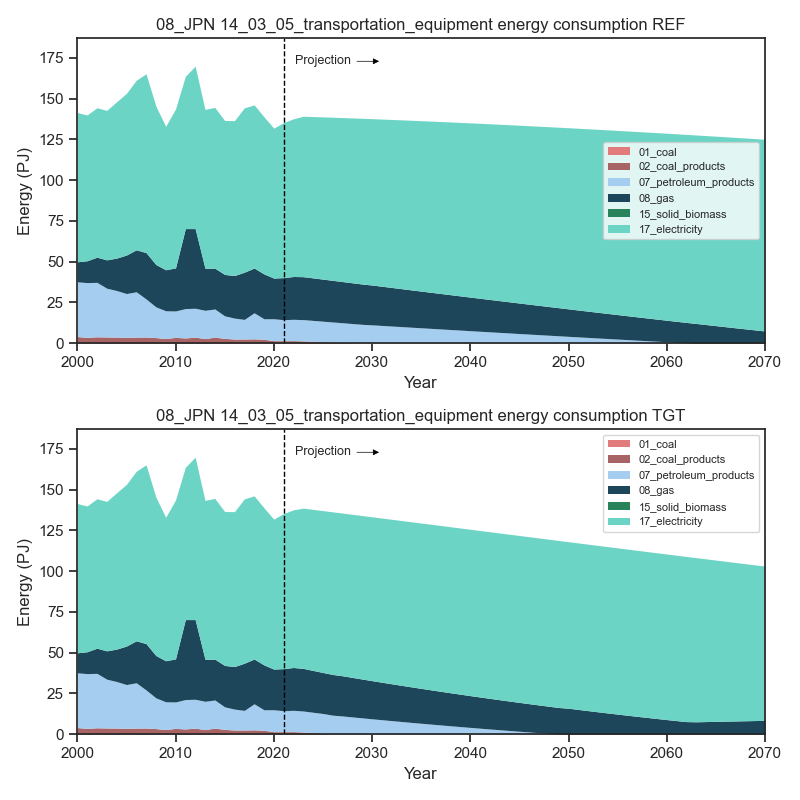 08_JPN 14_03_05_transportation_equipment energy consumption REF
Energy (PJ)
175
150
125
100
75
50
25
0
Projection
01_coal
02_coal_products
07_petroleum_products
08_gas
15_solid_biomass
17_electricity
2000 2010 2020 2030 2040 2050 2060 2070
Year
08_JPN 14_03_05_transportation_equipment energy consumption TGT
Energy (PJ)
175
150
125
100
75
50
25
0
Projection
01_coal
02_coal_products
07_petroleum_products
08_gas
15_solid_biomass
17_electricity
2000 2010 2020 2030 2040 2050 2060 2070
Year